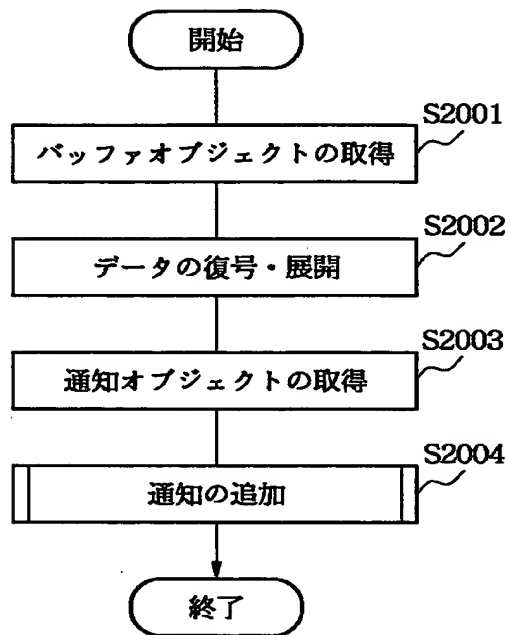 開始
S2001
バッファオブジェクトの取得
S2002
データの復号・展開
S2003
通知オブジェクトの取得
S2004
通知の追加
終了